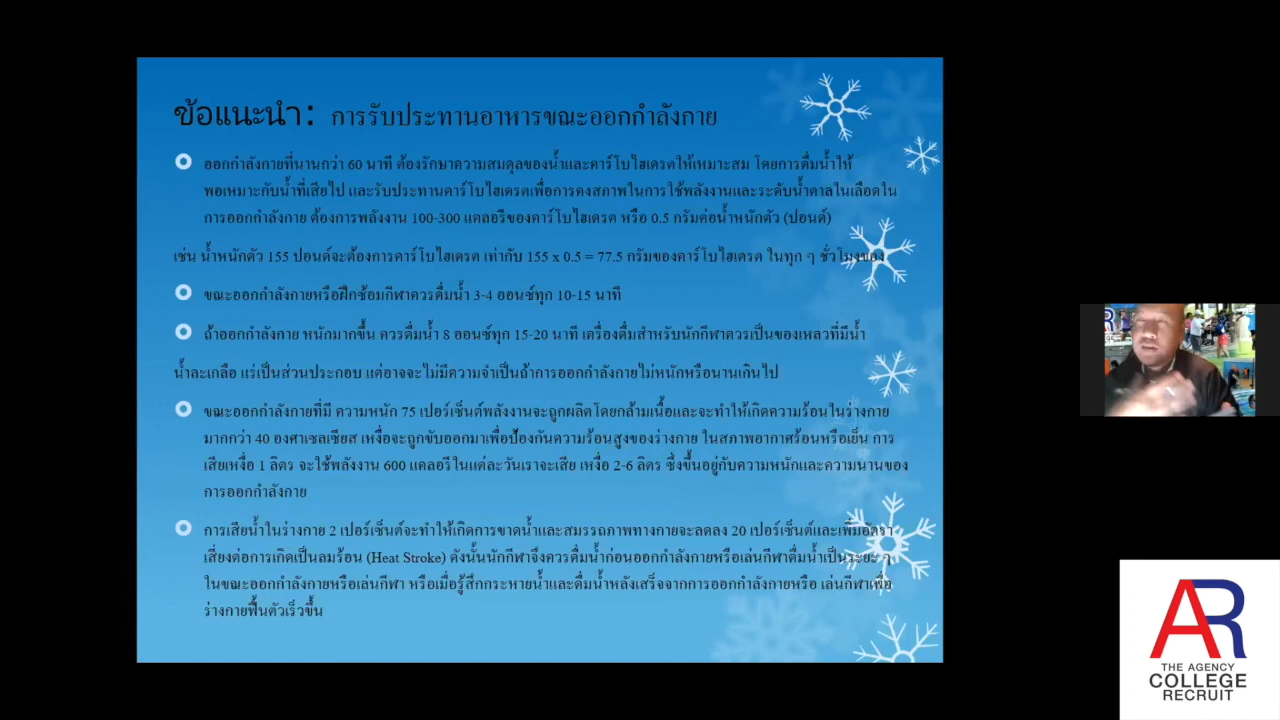 ข้อแนะนำ: การรับประทานอาหารขณะออกกำลังกาย
ออกกำลังกายที่นานกว่า 60 นาที ต้องรักษาความสมดุลของน้ำและคาร์โบไฮเดรตให้เหมาะสม โดยการดื่มน้ำให้
พอเหมาะกับน้ำที่เสียไป และรับประทานคาร์โบไฮเดรตเพื่อการคงสภาพในการใช้พลังงานและระดับน้ำตาลในเลือดใน
การออกกำลังกาย ต้องการพลังงาน 100-300 แคลอรีของคาร์โบไฮเดรต หรือ 0.5 กรัมต่อน้ำหนักตัว (ปอนด์)
เช่น น้ำหนักตัว 155 ปอนด์จะต้องการคาร์โบไฮเดรต เท่ากับ 155 x 0.5 = 77.5 กรัมของคาร์โบไฮเดรต ในทุก ๆ ชั่วโมงของ
ขณะออกกำลังกายหรือฝึกซ้อมกีฬาควรดื่มน้ำ 3-4 ออนซ์ทุก 10-15 นาที
ถ้าออกกำลังกาย หนักมากขึ้น ควรดื่มน้ำ 8 ออนซ์ทุก 15-20 นาที เครื่องดื่มสำหรับนักกีฬาควรเป็นของเหลวที่มีน้ำ
น้ำละเกลือ แร่เป็นส่วนประกอบ แต่อาจจะไม่มีความจำเป็นถ้าการออกกำลังกายไม่หนักหรือนานเกินไป
ขณะออกกำลังกายที่มี ความหนัก 75 เปอร์เซ็นต์พลังงานจะถูกผลิตโดยกล้ามเนื้อและจะทำให้เกิดความร้อนในร่างกาย
มากกว่า 40 องศาเซลเซียส เหงื่อจะถูกขับออกมาเพื่อป้องกันความร้อนสูงของร่างกาย ในสภาพอากาศร้อนหรือเย็น การ
เสียเหงื่อ 1 ลิตร จะใช้พลังงาน 600 แคลอรีในแต่ละวันเราจะเสีย เหงื่อ 2-6 ลิตร ซึ่งขึ้นอยู่กับความหนักและความนานของ
การออกกำลังกาย
การเสียน้ำในร่างกาย 2 เปอร์เซ็นต์จะทำให้เกิดการขาดน้ำและสมรรถภาพทางกายจะลดลง 20 เปอร์เซ็นต์และเพิ่มอัตรา
เสี่ยงต่อการเกิดเป็นลมร้อน (Heat Stroke) ดังนั้นนักกีฬาจึงควรดื่มน้ำก่อนออกกำลังกายหรือเล่นกีฬาดื่มน้ำเป็นระยะ ๆ
ในขณะออกกำลังกายหรือเล่นกีฬา หรือเมื่อรู้สึกกระหายน้ำและดื่มน้ำหลังเสร็จจากการออกกำลังกายหรือ เล่นกีฬาเพื่อ
ร่างกายฟื้นตัวเร็วขึ้น
AR
THE AGENCY
COLLEGE
RECRUIT